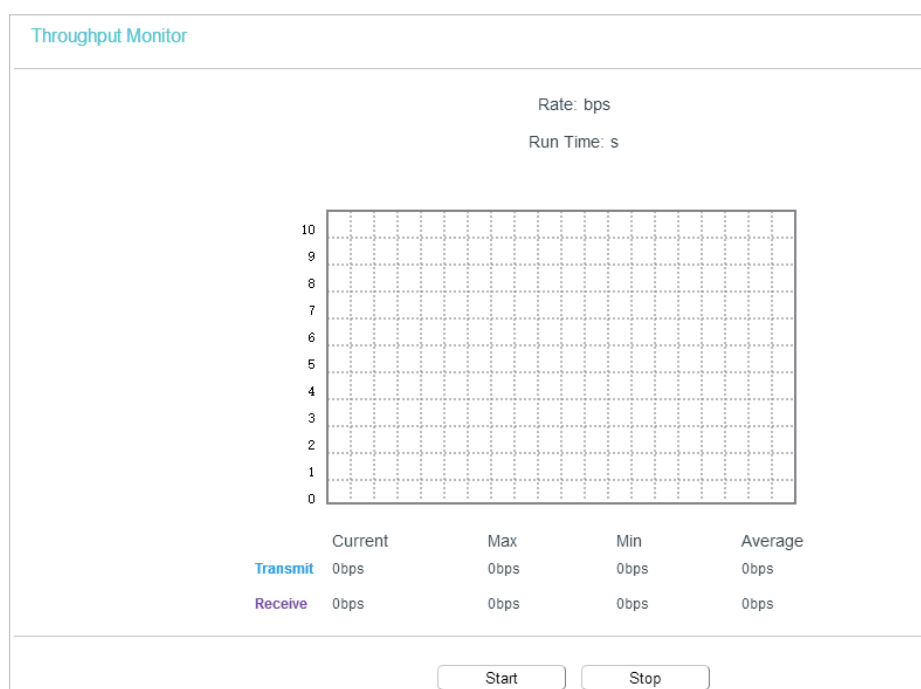 Throughput Monitor
Rate: bps
Run Time: s
10
9
8
7
6
5
4
3
2
1
0
Current Max Min Average
Transmit 0bps 0bps 0bps 0bps
Receive 0bps 0bps 0bps 0bps
Start Stop